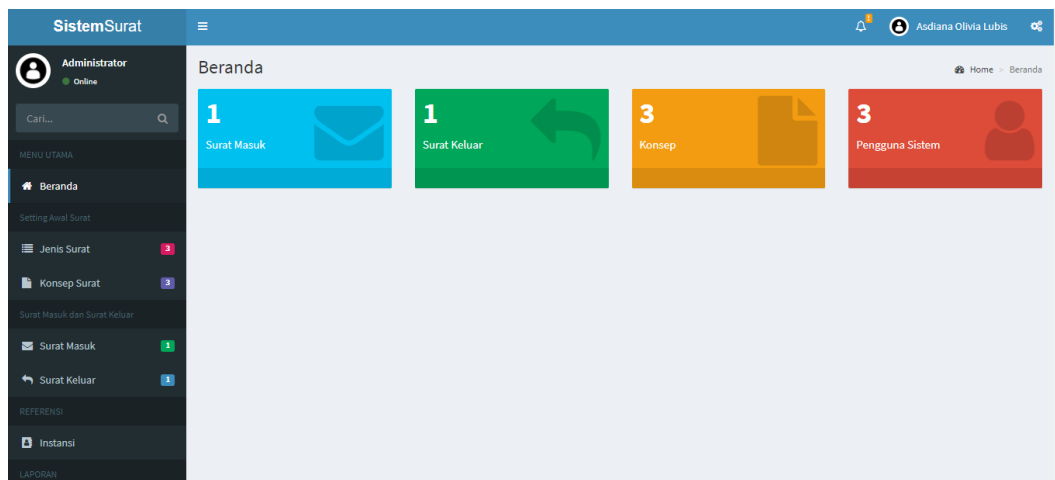 SistemSurat
1
Asdiana Olivia Lubis
Administrator
Online
Cari...
MENU UTAMA
Beranda
Setting Awal Surat
Jenis Surat 3
Konsep Surat 3
Surat Masuk dan Surat Keluar
Surat Masuk 1
Surat Keluar 1
REFERENSI
Instansi
LAPORAN
Beranda
Home > Beranda
1
Surat Masuk
1
Surat Keluar
3
Konsep
3
Pengguna Sistem